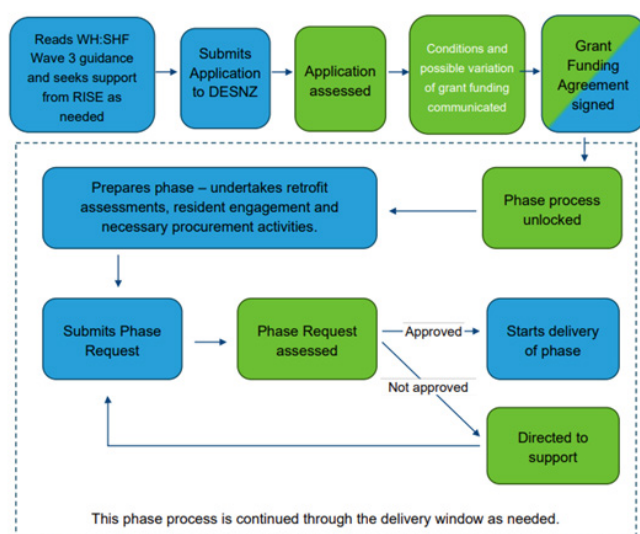 Reads WH:SHF
Wave 3 guidance
and seeks support
from RISE as
needed
Submits
Application
to DESNZ
Application
assessed
Conditions and
possible variation
of grant funding
communicated
Grant
Funding
Agreement
signed
Prepares phase – undertakes retrofit
assessments, resident engagement and
necessary procurement activities.
Phase process
unlocked
Submits Phase
Request
Phase Request
assessed
Approved
Starts delivery
of phase
Not approved
Directed to
support
This phase process is continued through the delivery window as needed.